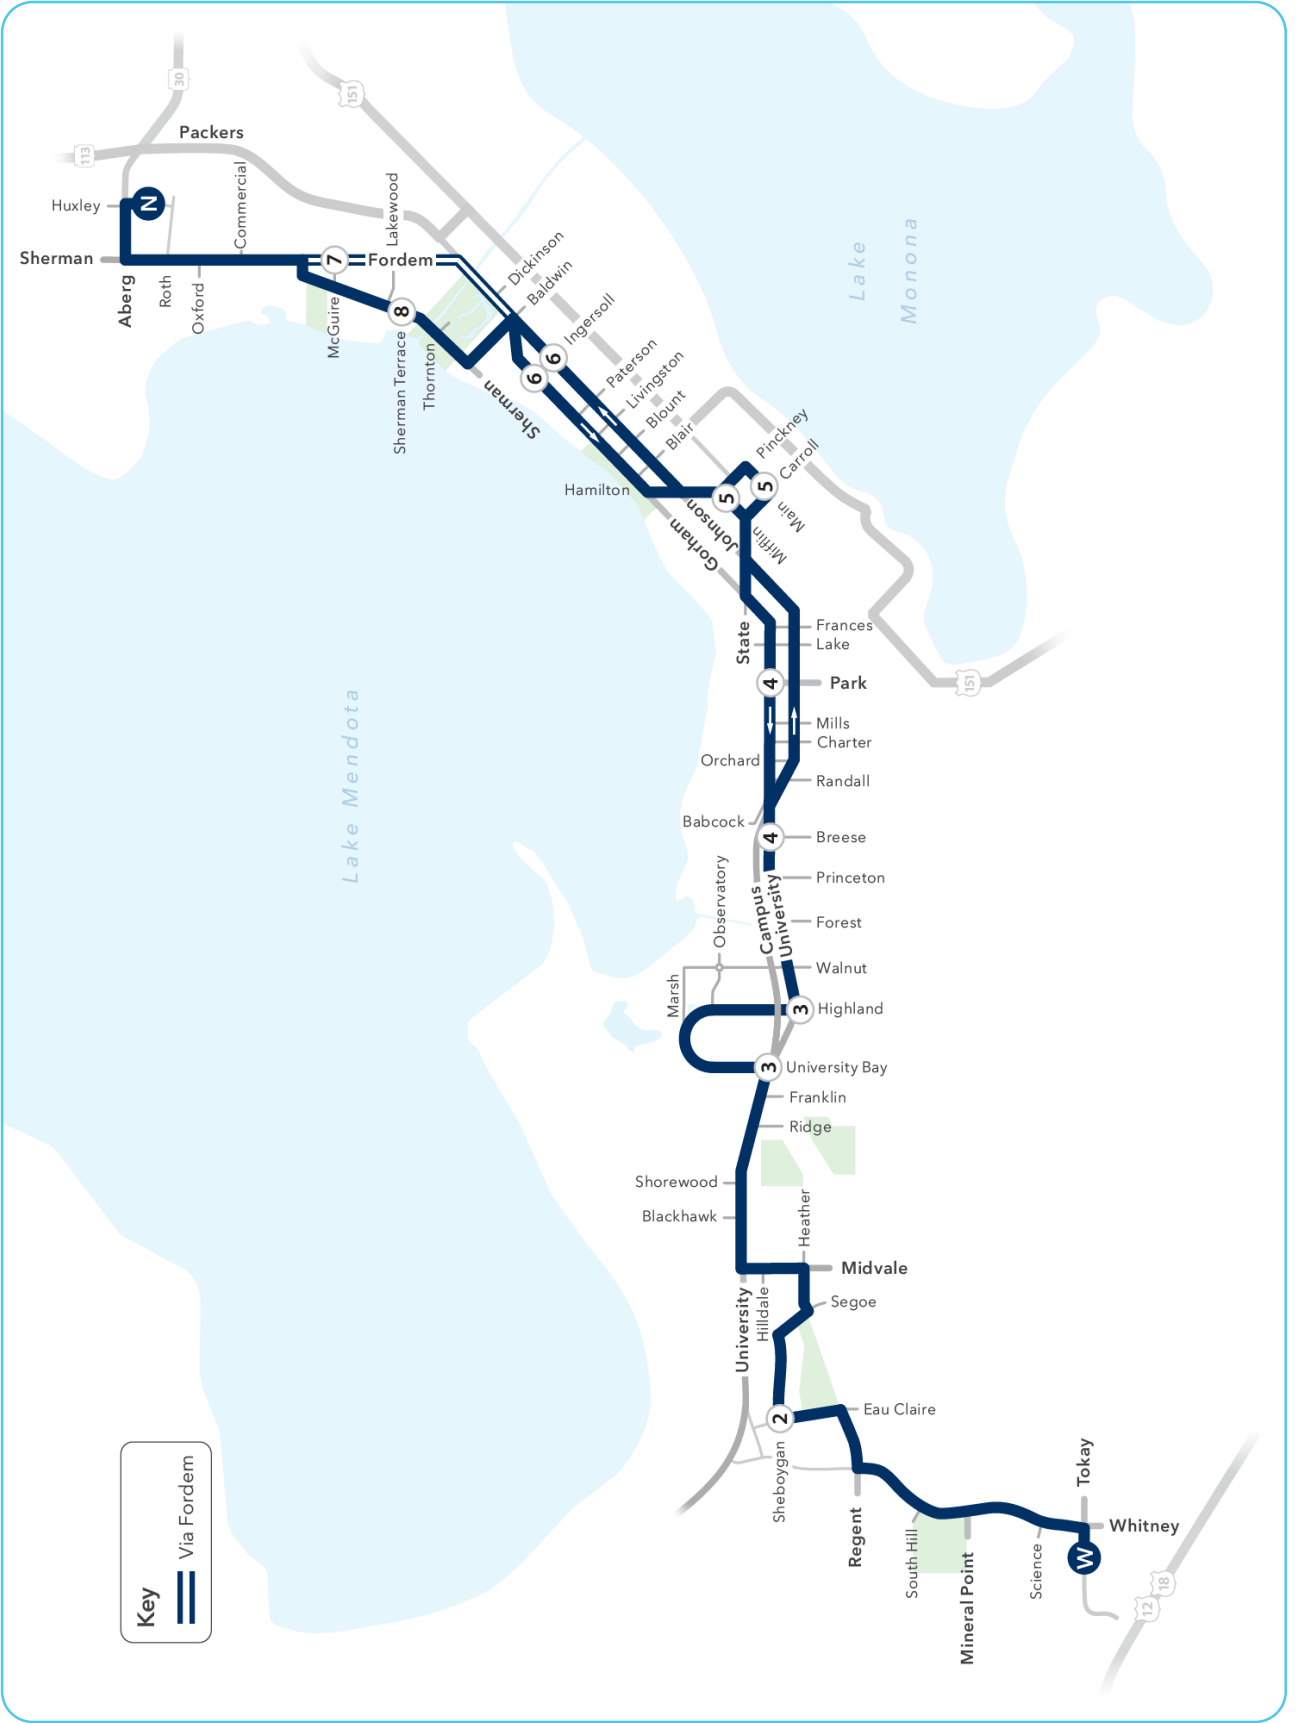 30
151
113
Packers
Huxley
N
Commercial
Lakewood
Sherman
7
Fordem
Aberg
Roth
Oxford
McGuire
8
Sherman Terrace
Thornton
Dickinson
Baldwin
Ingersoll
6
6
Sherman
Paterson
Livingston
Blount
Blair
Hamilton
Pinckney
Carroll
5
5
Main
Mifflin
Johnson
Gorham
Lake
Monona
Lake Mendota
State
Frances
Lake
4
Park
151
Mills
Charter
Orchard
Randall
Babcock
4
Breese
Princeton
Campus
University
Observatory
Forest
Walnut
Marsh
3
Highland
3
University Bay
Franklin
Ridge
Shorewood
Blackhawk
Heather
Midvale
Segoe
University
Hilldale
2
Eau Claire
Sheboygan
Regent
South Hill
Mineral Point
Science
Tokay
Whitney
W
18
12
Key
Via Fordem